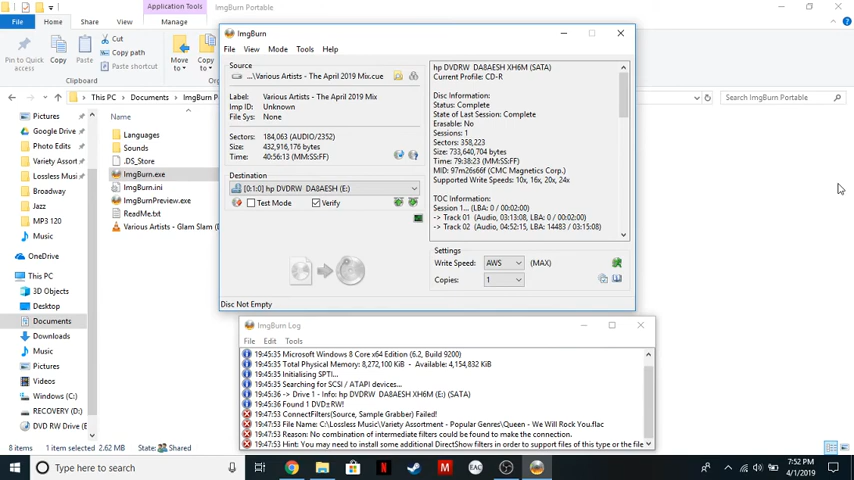 Application Tools
ImgBurn Portable
File
Home
Share
View
Manage
Pin to Quick access
Copy
Paste
Cut
Copy path
Paste shortcut
Clipboard
Move to
Copy to
This PC
Documents
ImgBurn P
Search ImgBurn Portable
Pictures
Google Drive
Photo Edits
Variety Assort
Lossless Musi
Broadway
Jazz
MP3 120
Music
OneDrive
This PC
3D Objects
Desktop
Documents
Downloads
Music
Pictures
Videos
Windows (C:)
RECOVERY (D:)
DVD RW Drive (
Name
Languages
Sounds
.DS_Store
ImgBurn.exe
ImgBurn.ini
ImgBurnPreview.exe
ReadMe.txt
Various Artists - Glam Slam (D
8 items
1 item selected 2.62 MB
State: Shared
ImgBurn
File View Mode Tools Help
Source
...\Various Artists - The April 2019 Mix.cue
Label: Various Artists - The April 2019 Mix
Imp ID: Unknown
File Sys: None
Sectors: 184,063 (AUDIO/2352)
Size: 432,916,176 bytes
Time: 40:56:13 (MM:SS:FF)
Destination
[0:1:0] hp DVDRW DA8AESH (E:)
Test Mode
Verify
Disc Not Empty
hp DVDRW DA8AESH XH6M (SATA)
Current Profile: CD-R
Disc Information:
Status: Complete
State of Last Session: Complete
Erasable: No
Sessions: 1
Sectors: 358,223
Size: 733,640,704 bytes
Time: 79:38:23 (MM:SS:FF)
MID: 97m26s66f (CMC Magnetics Corp.)
Supported Write Speeds: 10x, 16x, 20x, 24x
TOC Information:
Session 1... (LBA: 0 / 00:02:00)
-> Track 01 (Audio, 03:13:08, LBA: 0 / 00:02:00)
-> Track 02 (Audio, 04:52:15, LBA: 14483 / 03:15:08)
Settings
Write Speed: AWS (MAX)
Copies: 1
ImgBurn Log
File Edit Tools
19:45:35 Microsoft Windows 8 Core x64 Edition (6.2, Build 9200)
19:45:35 Total Physical Memory: 8,272,100 KiB - Available: 4,154,832 KiB
19:45:35 Initialising SPTI...
19:45:35 Searching for SCSI / ATAPI devices...
19:45:36 -> Drive 1 - Info: hp DVDRW DA8AESH XH6M (E:) (SATA)
19:45:36 Found 1 DVD±RW!
19:47:53 ConnectFilters(Source, Sample Grabber) Failed!
19:47:53 File Name: C:\Lossless Music\Variety Assortment - Popular Genres\Queen - We Will Rock You.flac
19:47:53 Reason: No combination of intermediate filters could be found to make the connection.
19:47:53 Hint: You may need to install some additional DirectShow filters in order to support files of this type or the file
Type here to search
EAC
7:52 PM
4/1/2019